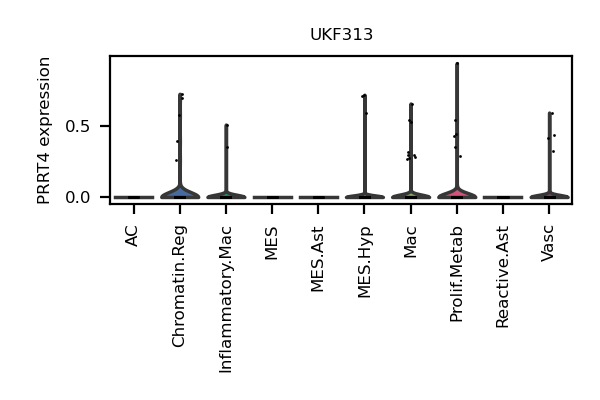 UKF313
PRRT4 expression
0.5
0.0
AC
Chromatin.Reg
Inflammatory.Mac
MES
MES.Ast
MES.Hyp
Mac
Prolif.Metab
Reactive.Ast
Vasc